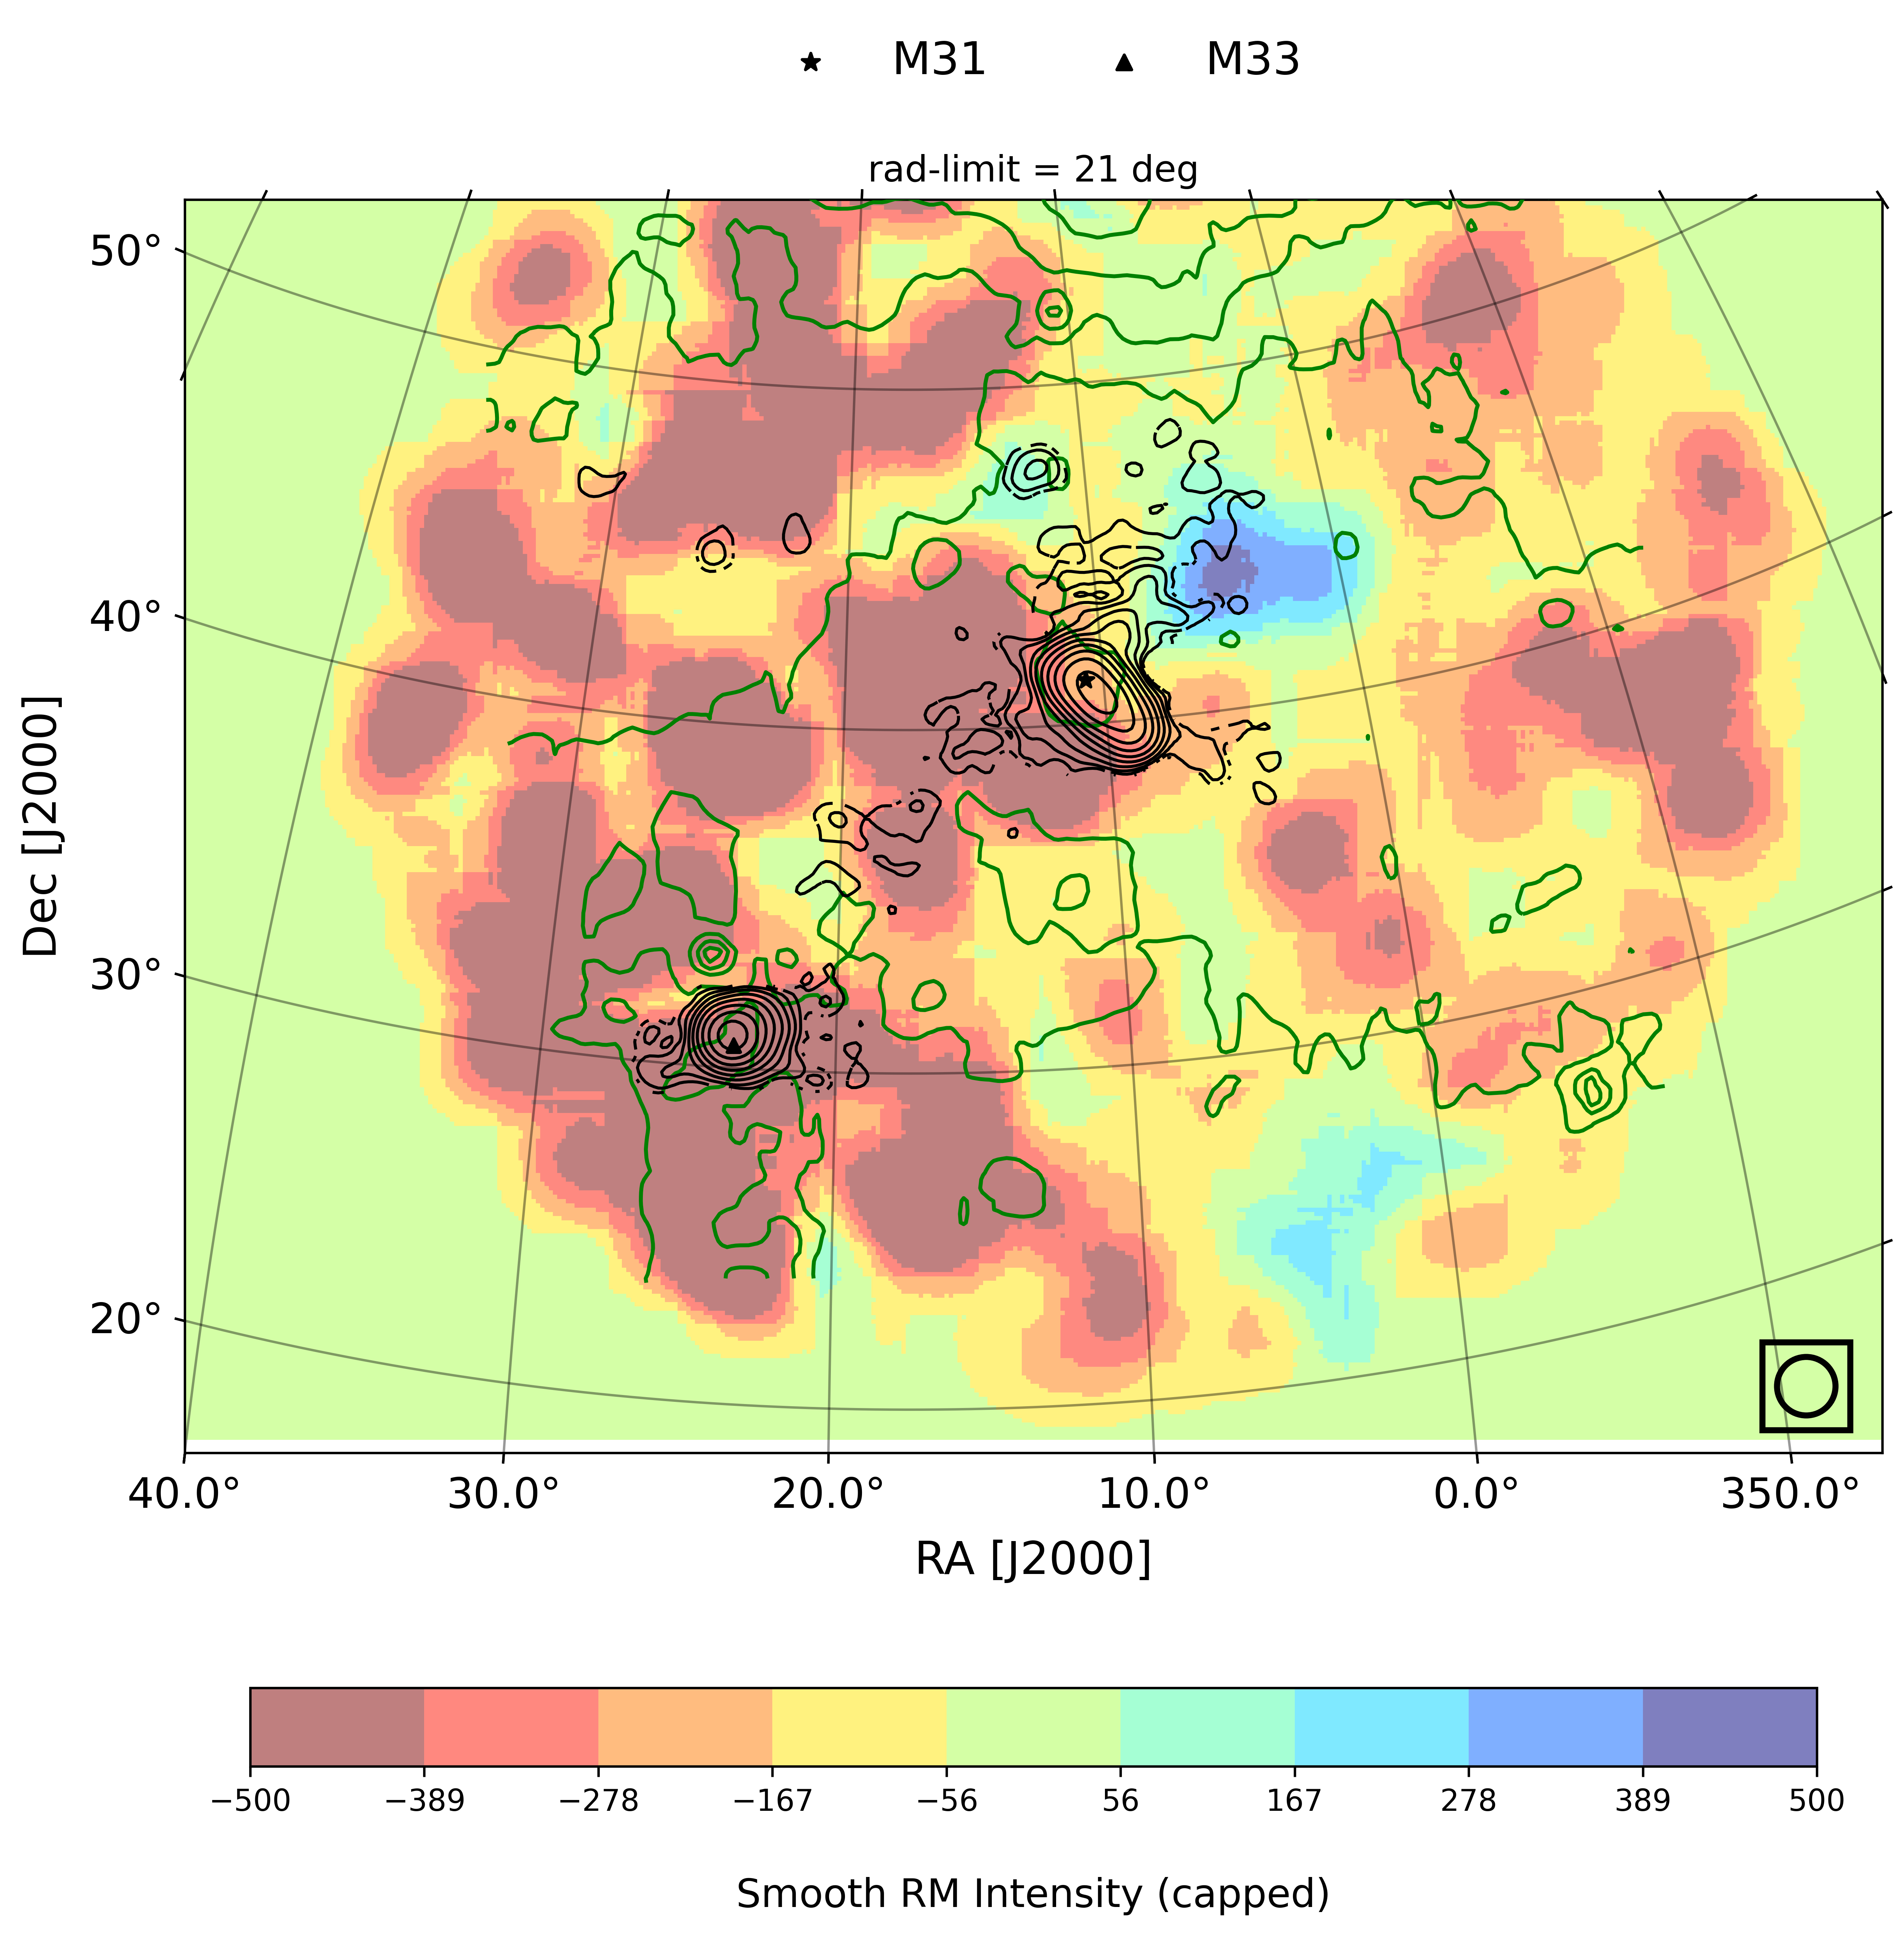 M31 M33
rad-limit = 21 deg
50°
40°
30°
20°
Dec [J2000]
40.0° 30.0° 20.0° 10.0° 0.0° 350.0°
RA [J2000]
−500 −389 −278 −167 −56 56 167 278 389 500
Smooth RM Intensity (capped)